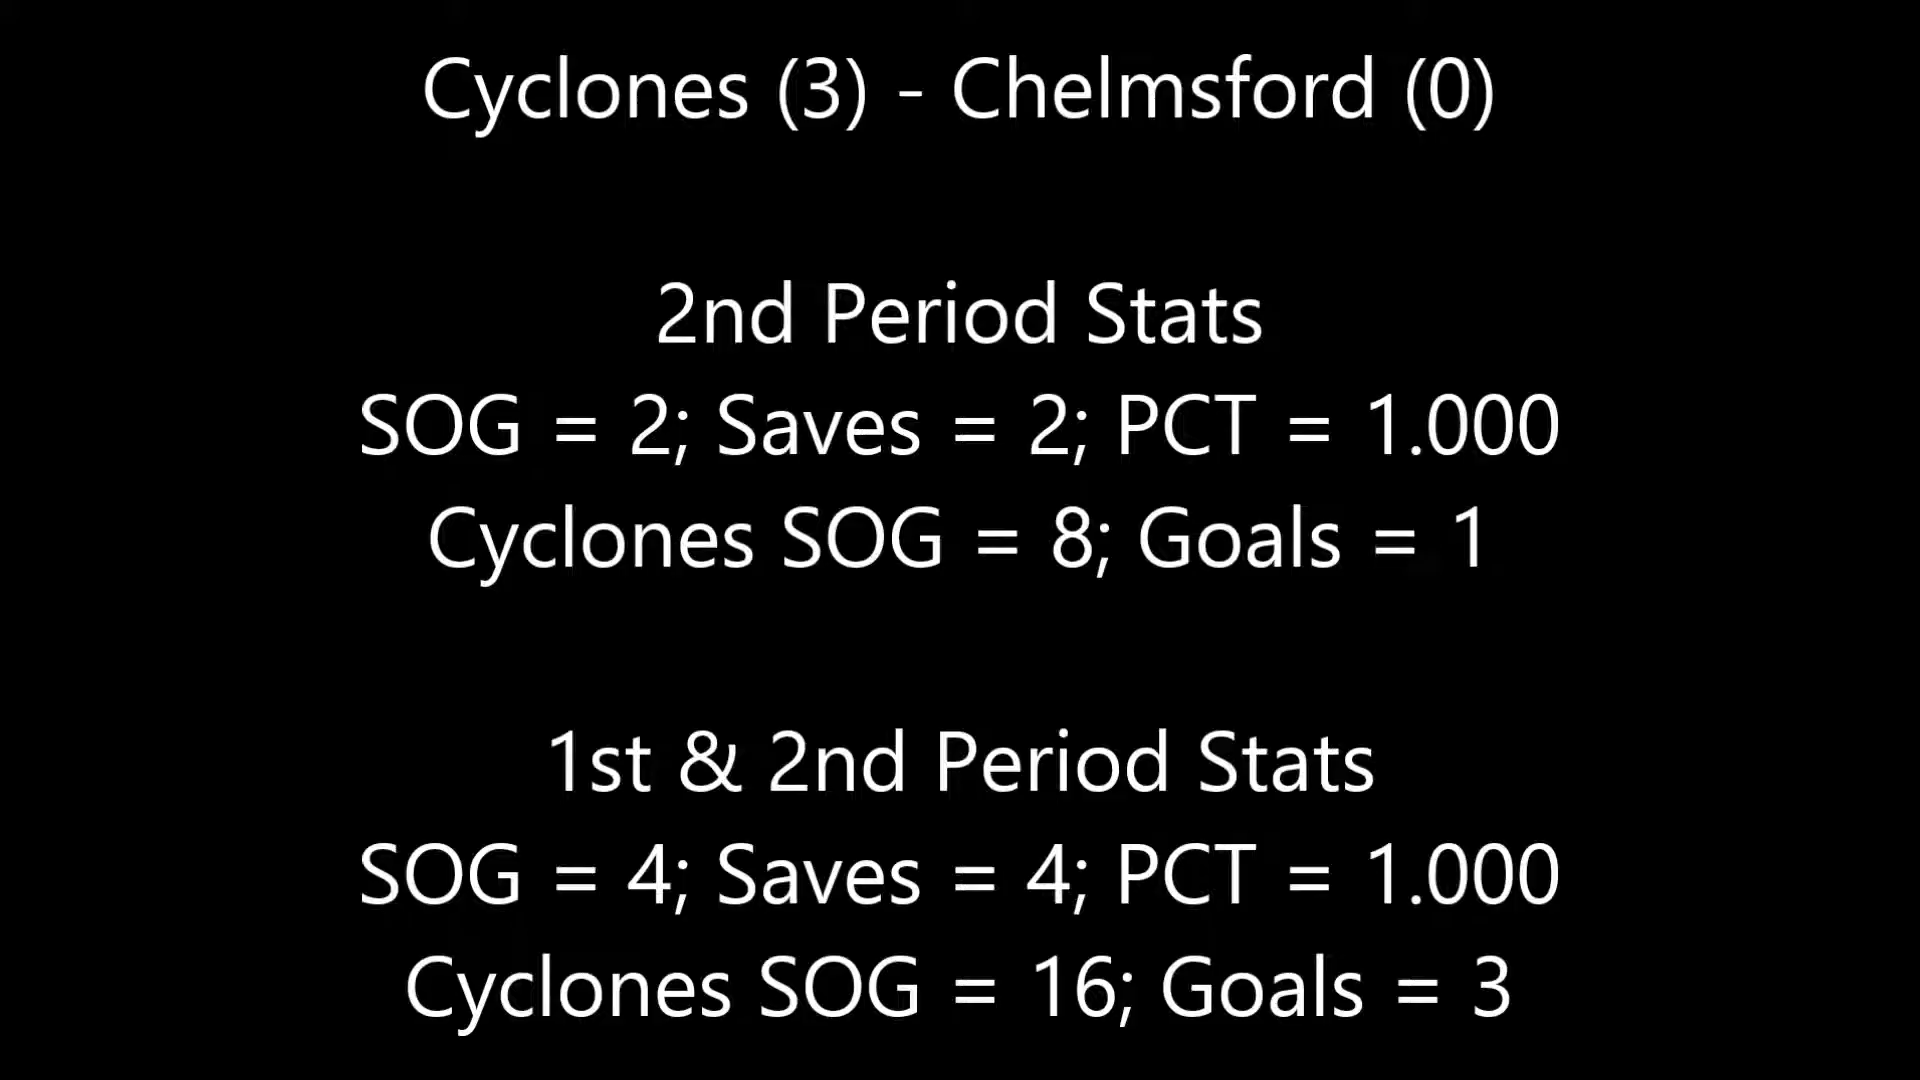 Cyclones (3) - Chelmsford (0)
2nd Period Stats
SOG = 2; Saves = 2; PCT = 1.000
Cyclones SOG = 8; Goals = 1
1st & 2nd Period Stats
SOG = 4; Saves = 4; PCT = 1.000
Cyclones SOG = 16; Goals = 3